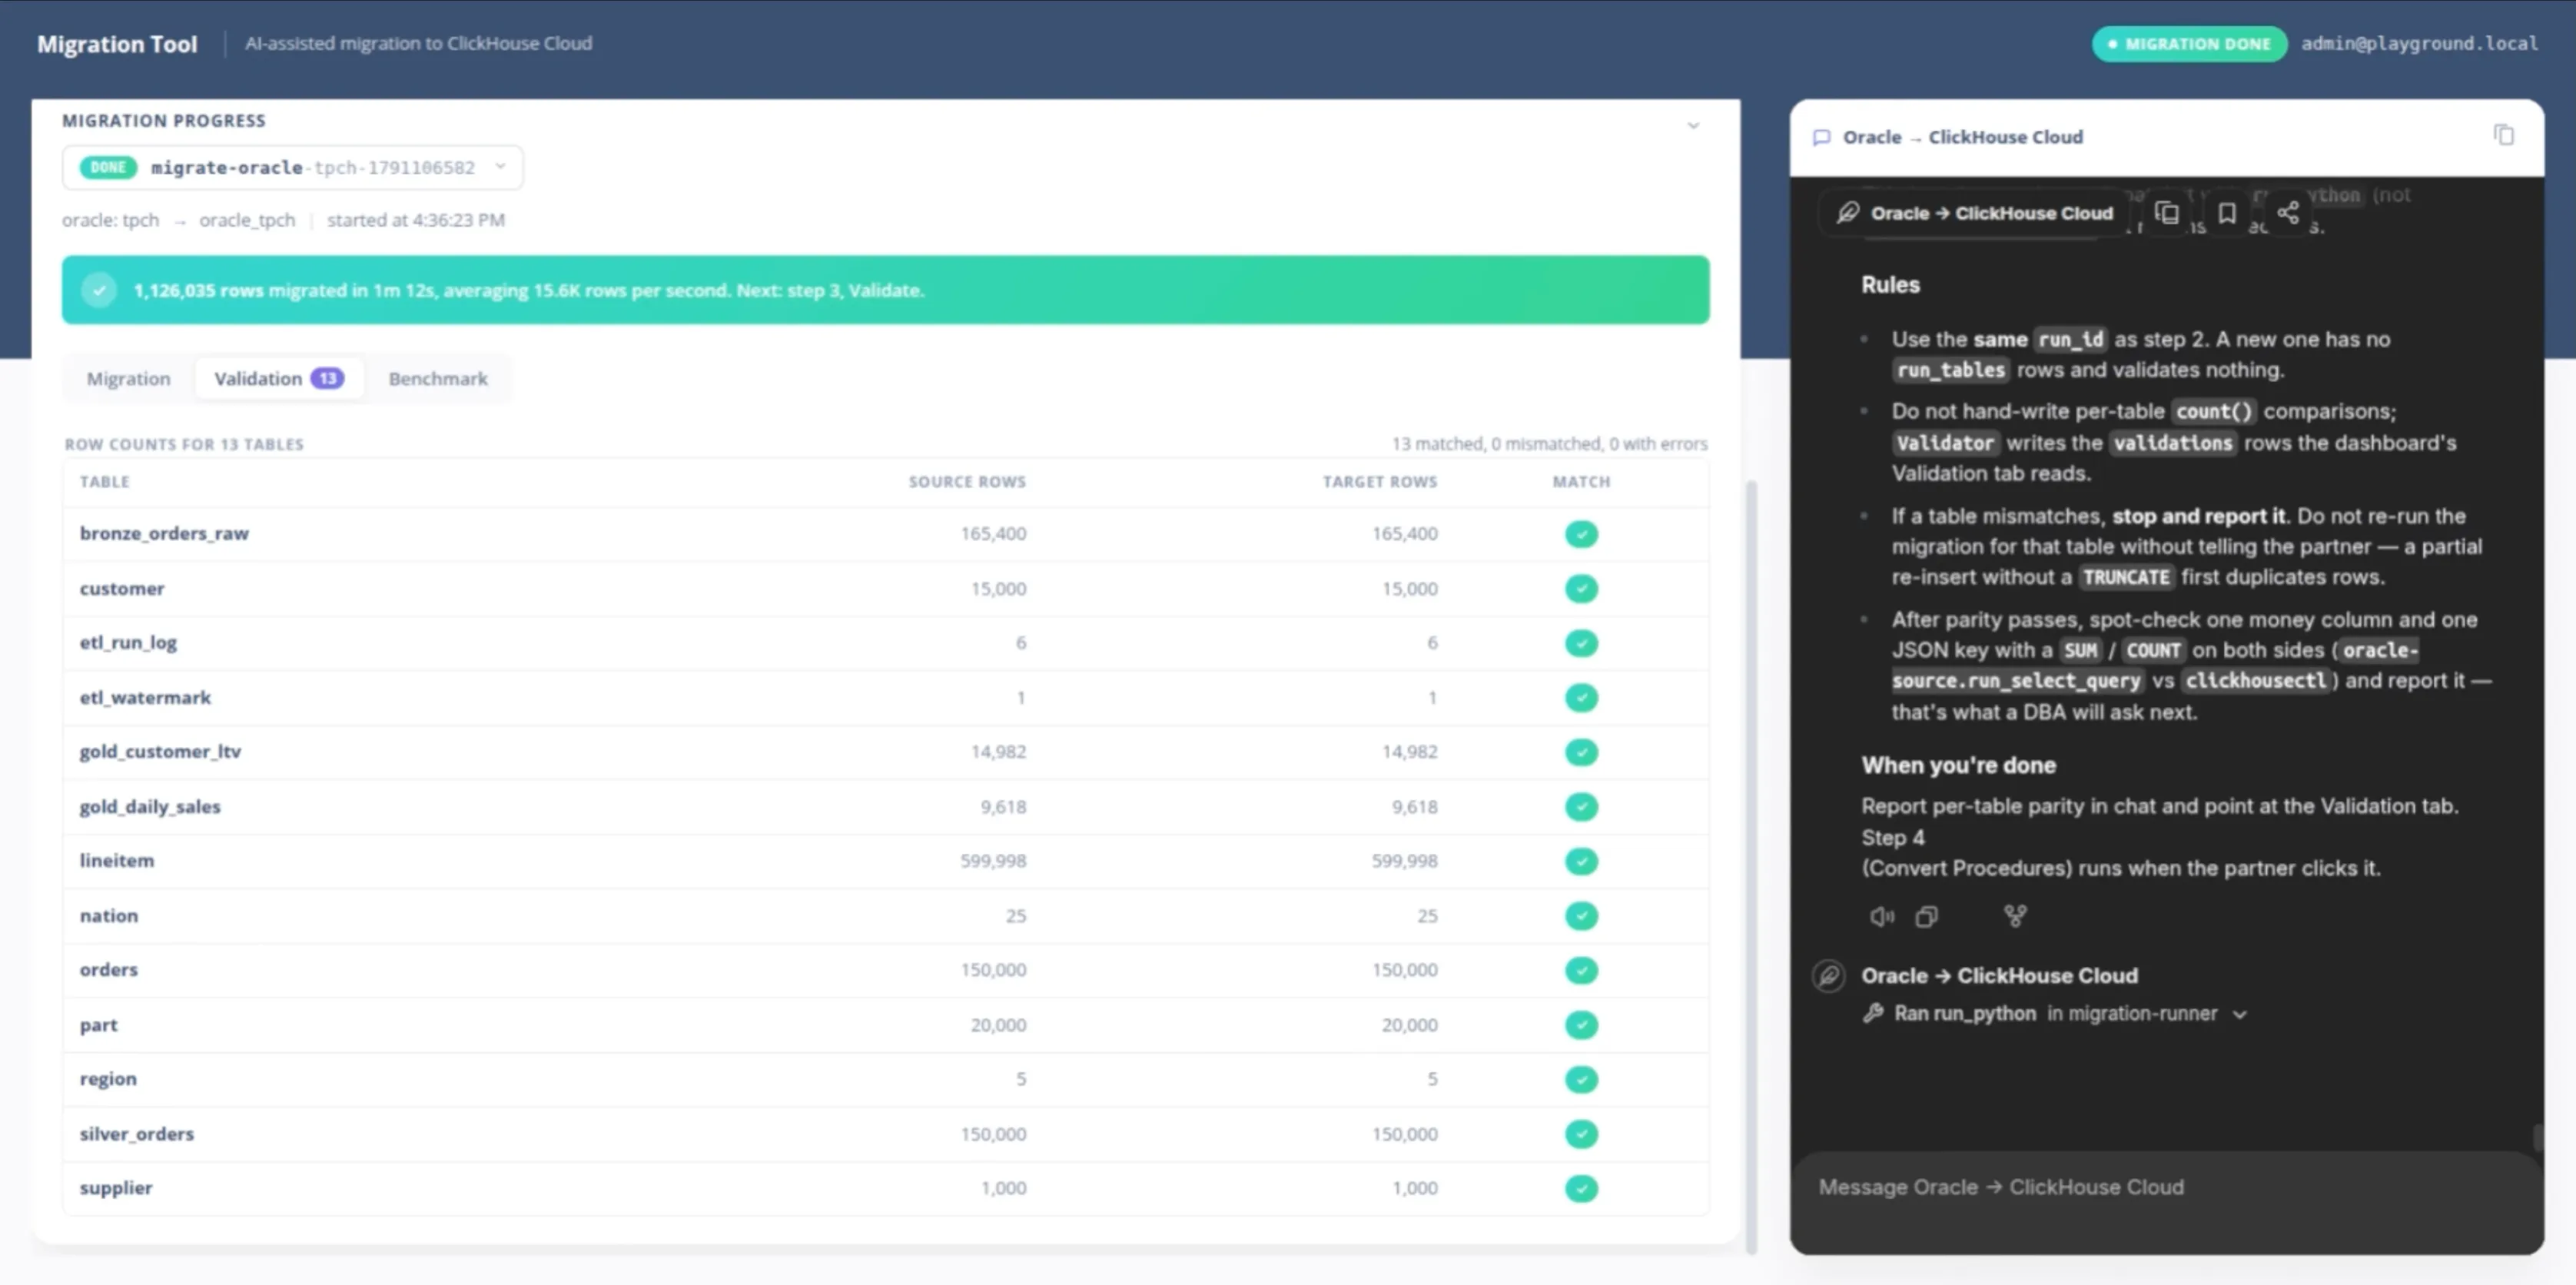 Migration Tool AI-assisted migration to ClickHouse Cloud
MIGRATION DONE admin@playground.local
MIGRATION PROGRESS
DONE migrate-oracle-tpch-1791106582
oracle: tpch → oracle_tpch | started at 4:36:23 PM
1,126,035 rows migrated in 1m 12s, averaging 15.6K rows per second. Next: step 3, Validate.
Migration Validation 13 Benchmark
ROW COUNTS FOR 13 TABLES 13 matched, 0 mismatched, 0 with errors
TABLE SOURCE ROWS TARGET ROWS MATCH
bronze_orders_raw 165,400 165,400
customer 15,000 15,000
etl_run_log 6 6
etl_watermark 1 1
gold_customer_ltv 14,982 14,982
gold_daily_sales 9,618 9,618
lineitem 599,998 599,998
nation 25 25
orders 150,000 150,000
part 20,000 20,000
region 5 5
silver_orders 150,000 150,000
supplier 1,000 1,000
Oracle → ClickHouse Cloud
(not
Oracle → ClickHouse Cloud
Rules
Use the same run_id as step 2. A new one has no
run_tables rows and validates nothing.
Do not hand-write per-table count() comparisons;
Validator writes the validations rows the dashboard's
Validation tab reads.
If a table mismatches, stop and report it. Do not re-run the
migration for that table without telling the partner — a partial
re-insert without a TRUNCATE first duplicates rows.
After parity passes, spot-check one money column and one
JSON key with a SUM / COUNT on both sides (oracle-
source.run_select_query vs clickhousectl) and report it —
that's what a DBA will ask next.
When you're done
Report per-table parity in chat and point at the Validation tab.
Step 4
(Convert Procedures) runs when the partner clicks it.
Oracle → ClickHouse Cloud
Ran run_python in migration-runner
Message Oracle → ClickHouse Cloud